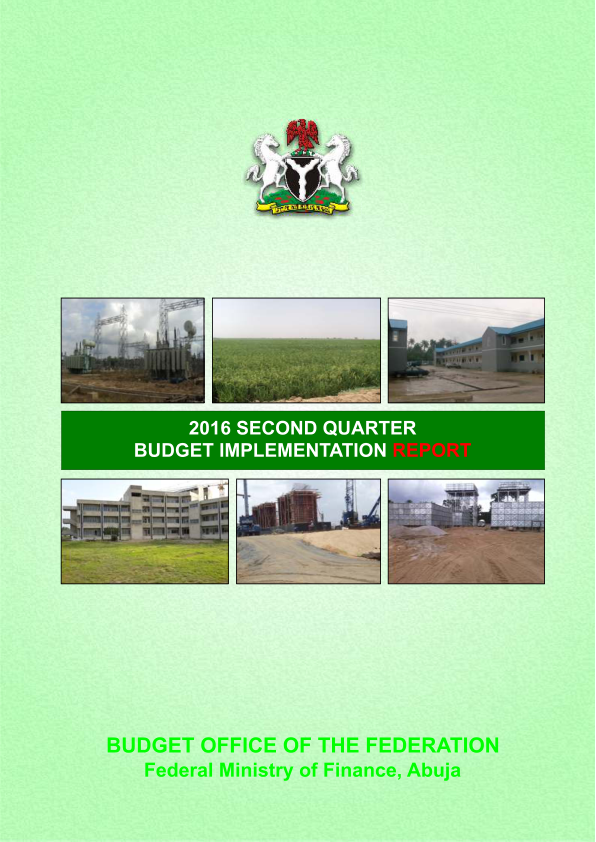 2016 SECOND QUARTER
BUDGET IMPLEMENTATION REPORT
BUDGET OFFICE OF THE FEDERATION
Federal Ministry of Finance, Abuja